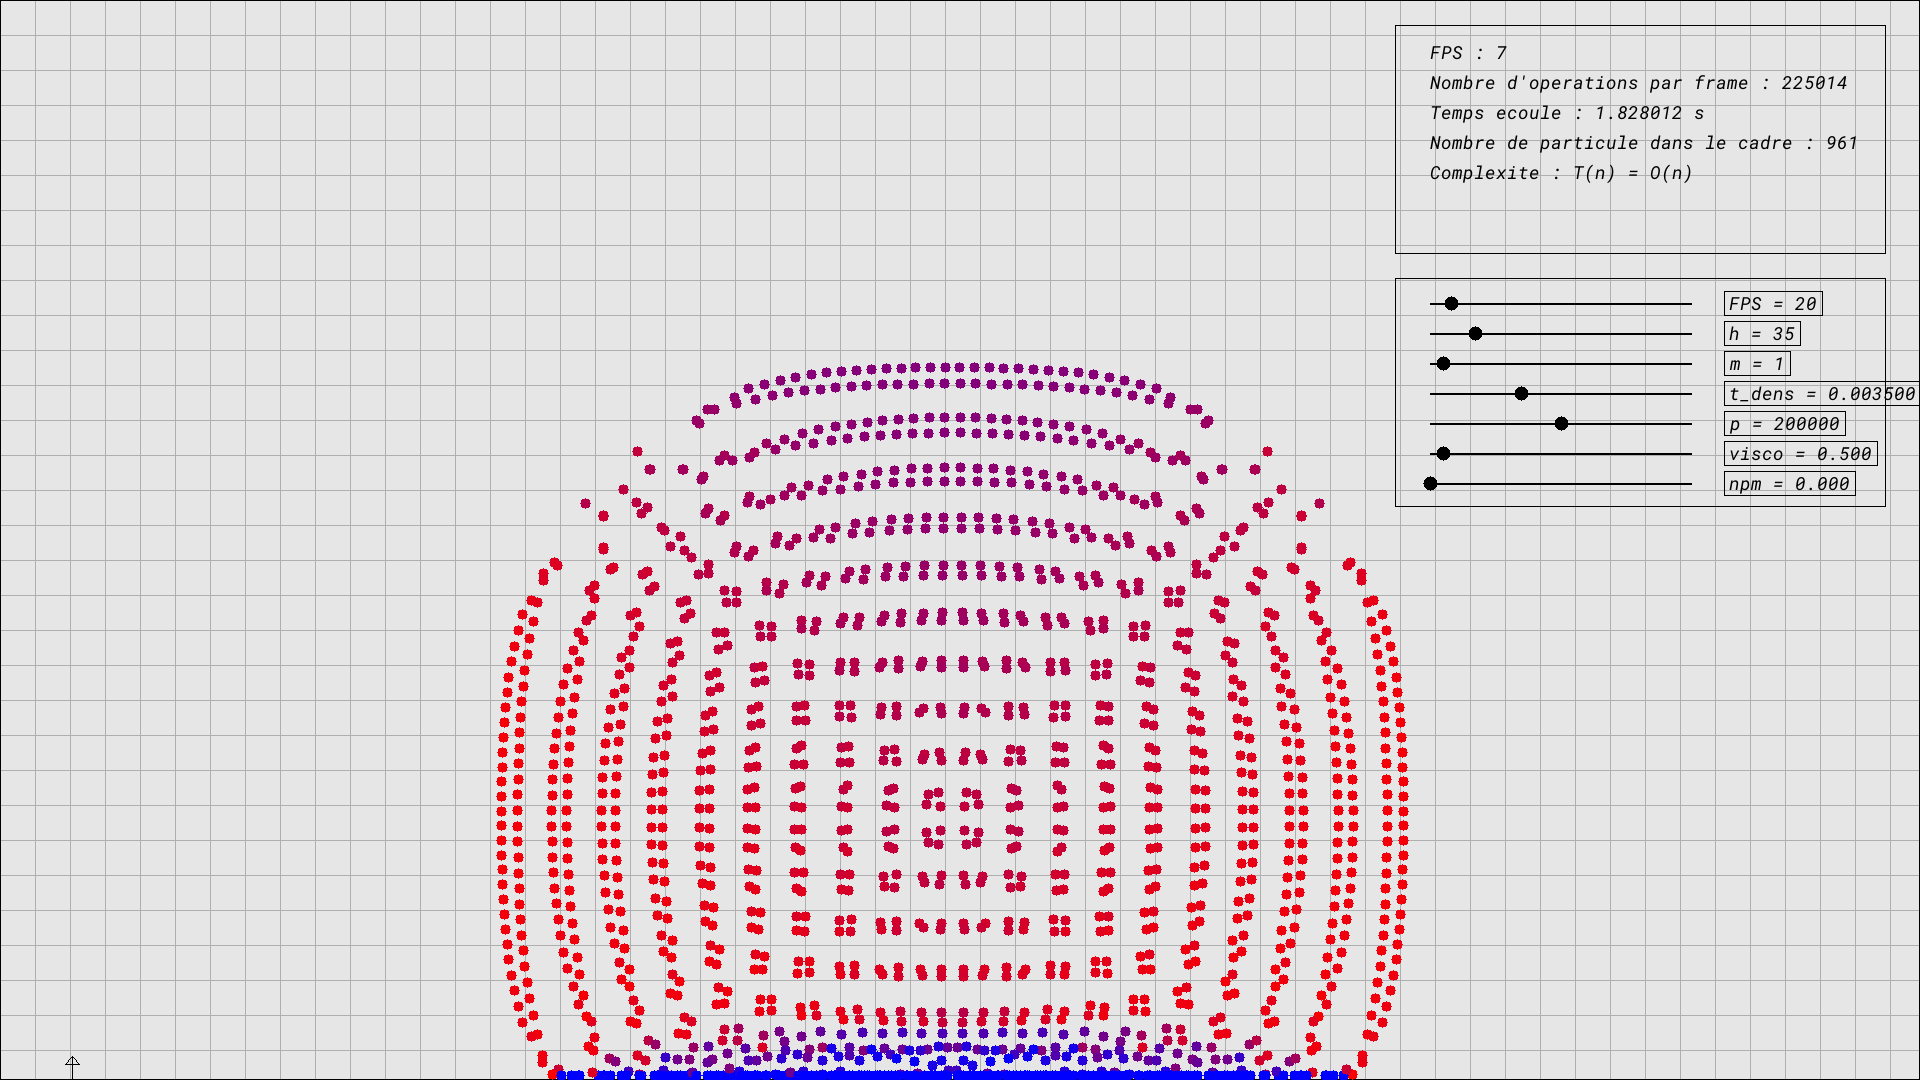 FPS : 7
Nombre d'operations par frame : 225014
Temps ecoule : 1.828012 s
Nombre de particule dans le cadre : 961
Complexite : T(n) = O(n)
FPS = 20
h = 35
m = 1
t_dens = 0.003500
p = 200000
visco = 0.500
npm = 0.000